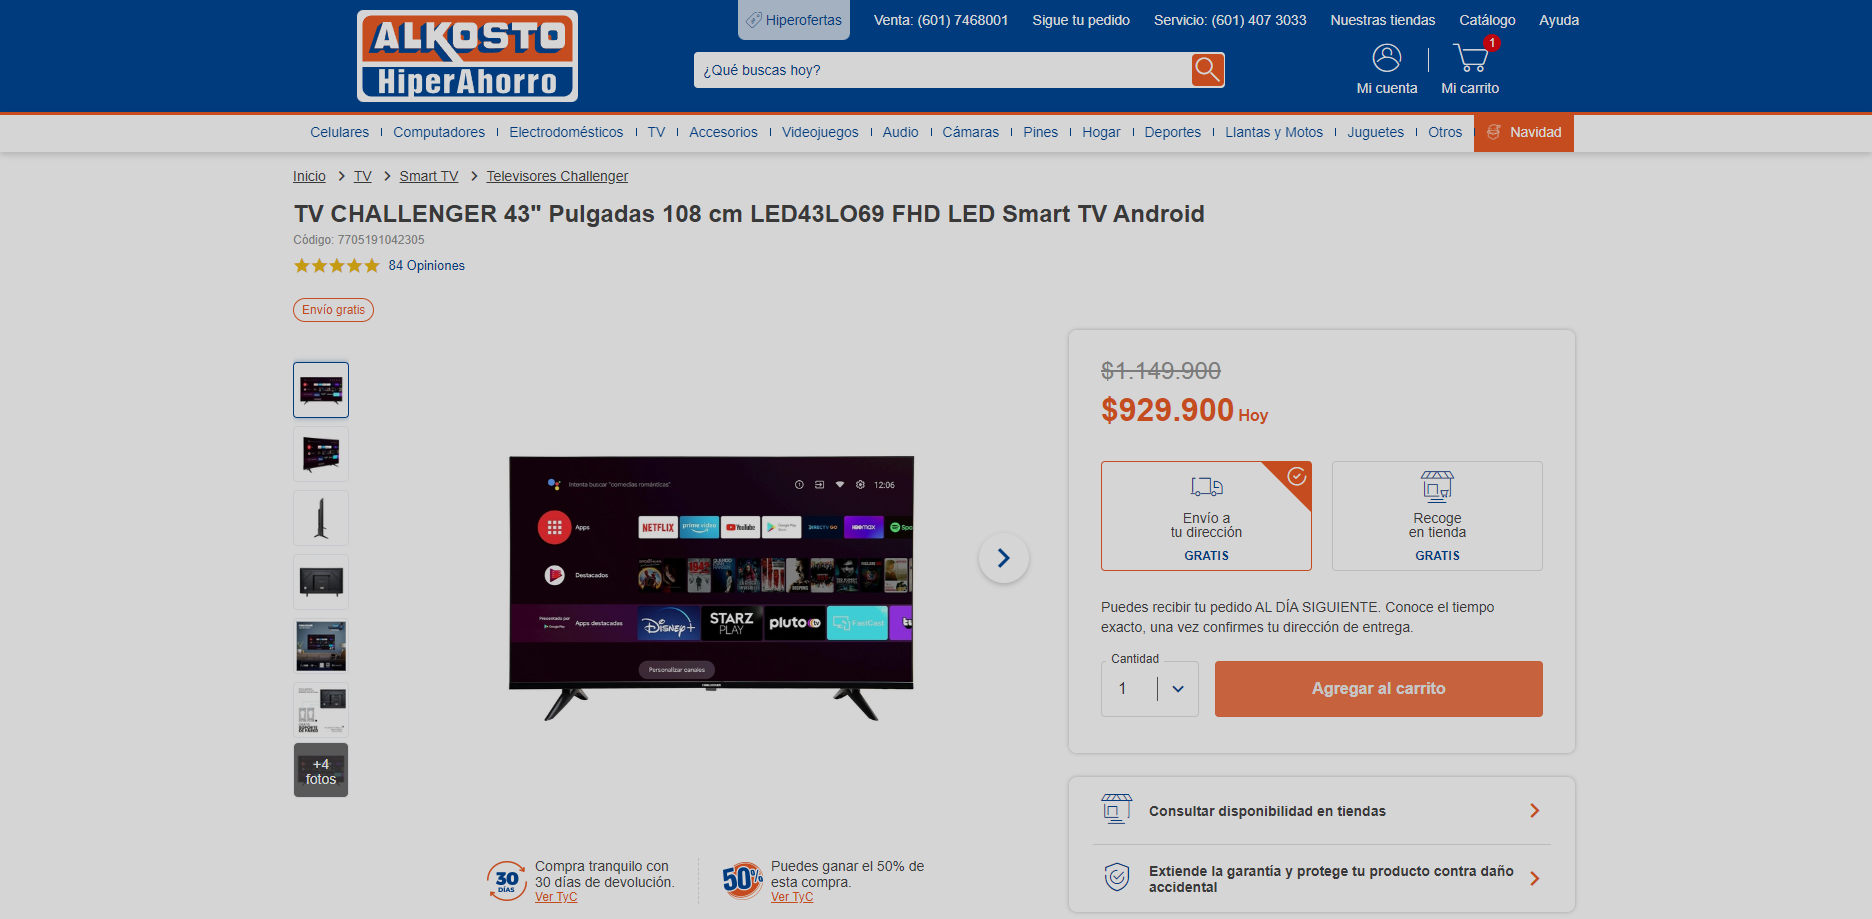 ALKOSTO
HiperAhorro
Hiperofertas
Venta: (601) 7468001
Sigue tu pedido
Servicio: (601) 407 3033
Nuestras tiendas
Catálogo
Ayuda
¿Qué buscas hoy?
Mi cuenta
1
Mi carrito
Celulares
Computadores
Electrodomésticos
TV
Accesorios
Videojuegos
Audio
Cámaras
Pines
Hogar
Deportes
Llantas y Motos
Juguetes
Otros
Navidad
Inicio > TV > Smart TV > Televisores Challenger
TV CHALLENGER 43" Pulgadas 108 cm LED43LO69 FHD LED Smart TV Android
Código: 7705191042305
84 Opiniones
Envío gratis
+4
fotos
Intenta buscar "comedias románticas"
12:06
Apps
NETFLIX
prime video
YouTube
Google Play
DIRECTV GO
HBOMAX
Spo
Destacados
1942
Apps destacadas
Disney+
STARZ
PLAY
pluto tv
FastCast
Personalizar canales
30
DÍAS
Compra tranquilo con
30 días de devolución.
Ver TyC
50%
Puedes ganar el 50% de
esta compra.
Ver TyC
$1.149.900
$929.900 Hoy
Envío a
tu dirección
GRATIS
Recoge
en tienda
GRATIS
Puedes recibir tu pedido AL DÍA SIGUIENTE. Conoce el tiempo
exacto, una vez confirmes tu dirección de entrega.
Cantidad
1
Agregar al carrito
Consultar disponibilidad en tiendas
Extiende la garantía y protege tu producto contra daño
accidental